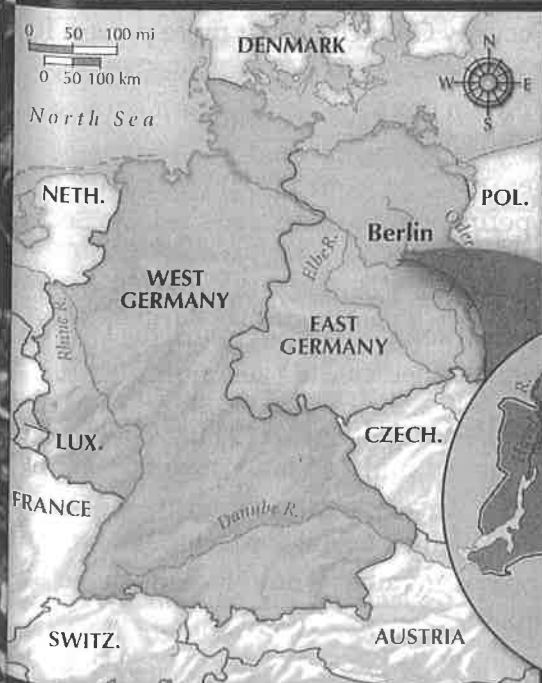 0 50 100 mi
0 50 100 km
DENMARK
N
W E
S
North Sea
NETH.
POL.
Berlin
Oder
Elbe R.
WEST
GERMANY
EAST
GERMANY
Rhine R.
LUX.
CZECH.
R.
FRANCE
Danube R.
SWITZ.
AUSTRIA